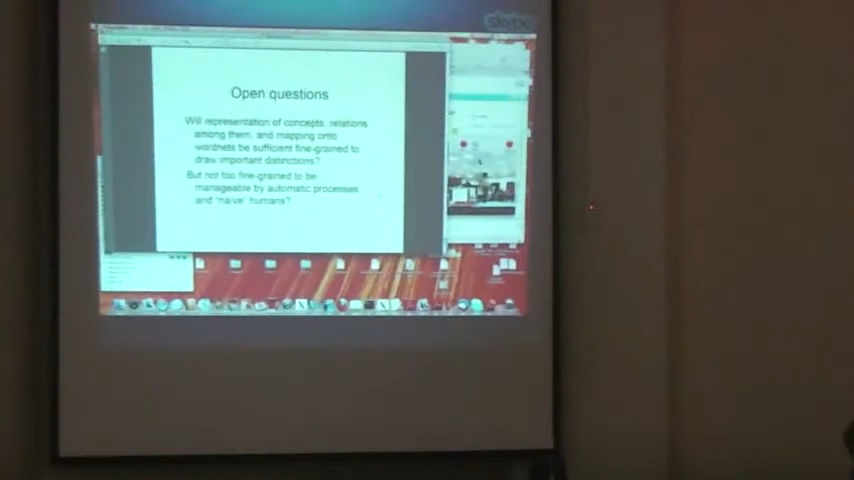 Open questions
Will representation of concepts, relations
among them, and mapping onto
wordnets be sufficient fine-grained to
draw important distinctions?
But not too fine-grained to be
manageable by automatic processes
and "naive" humans?